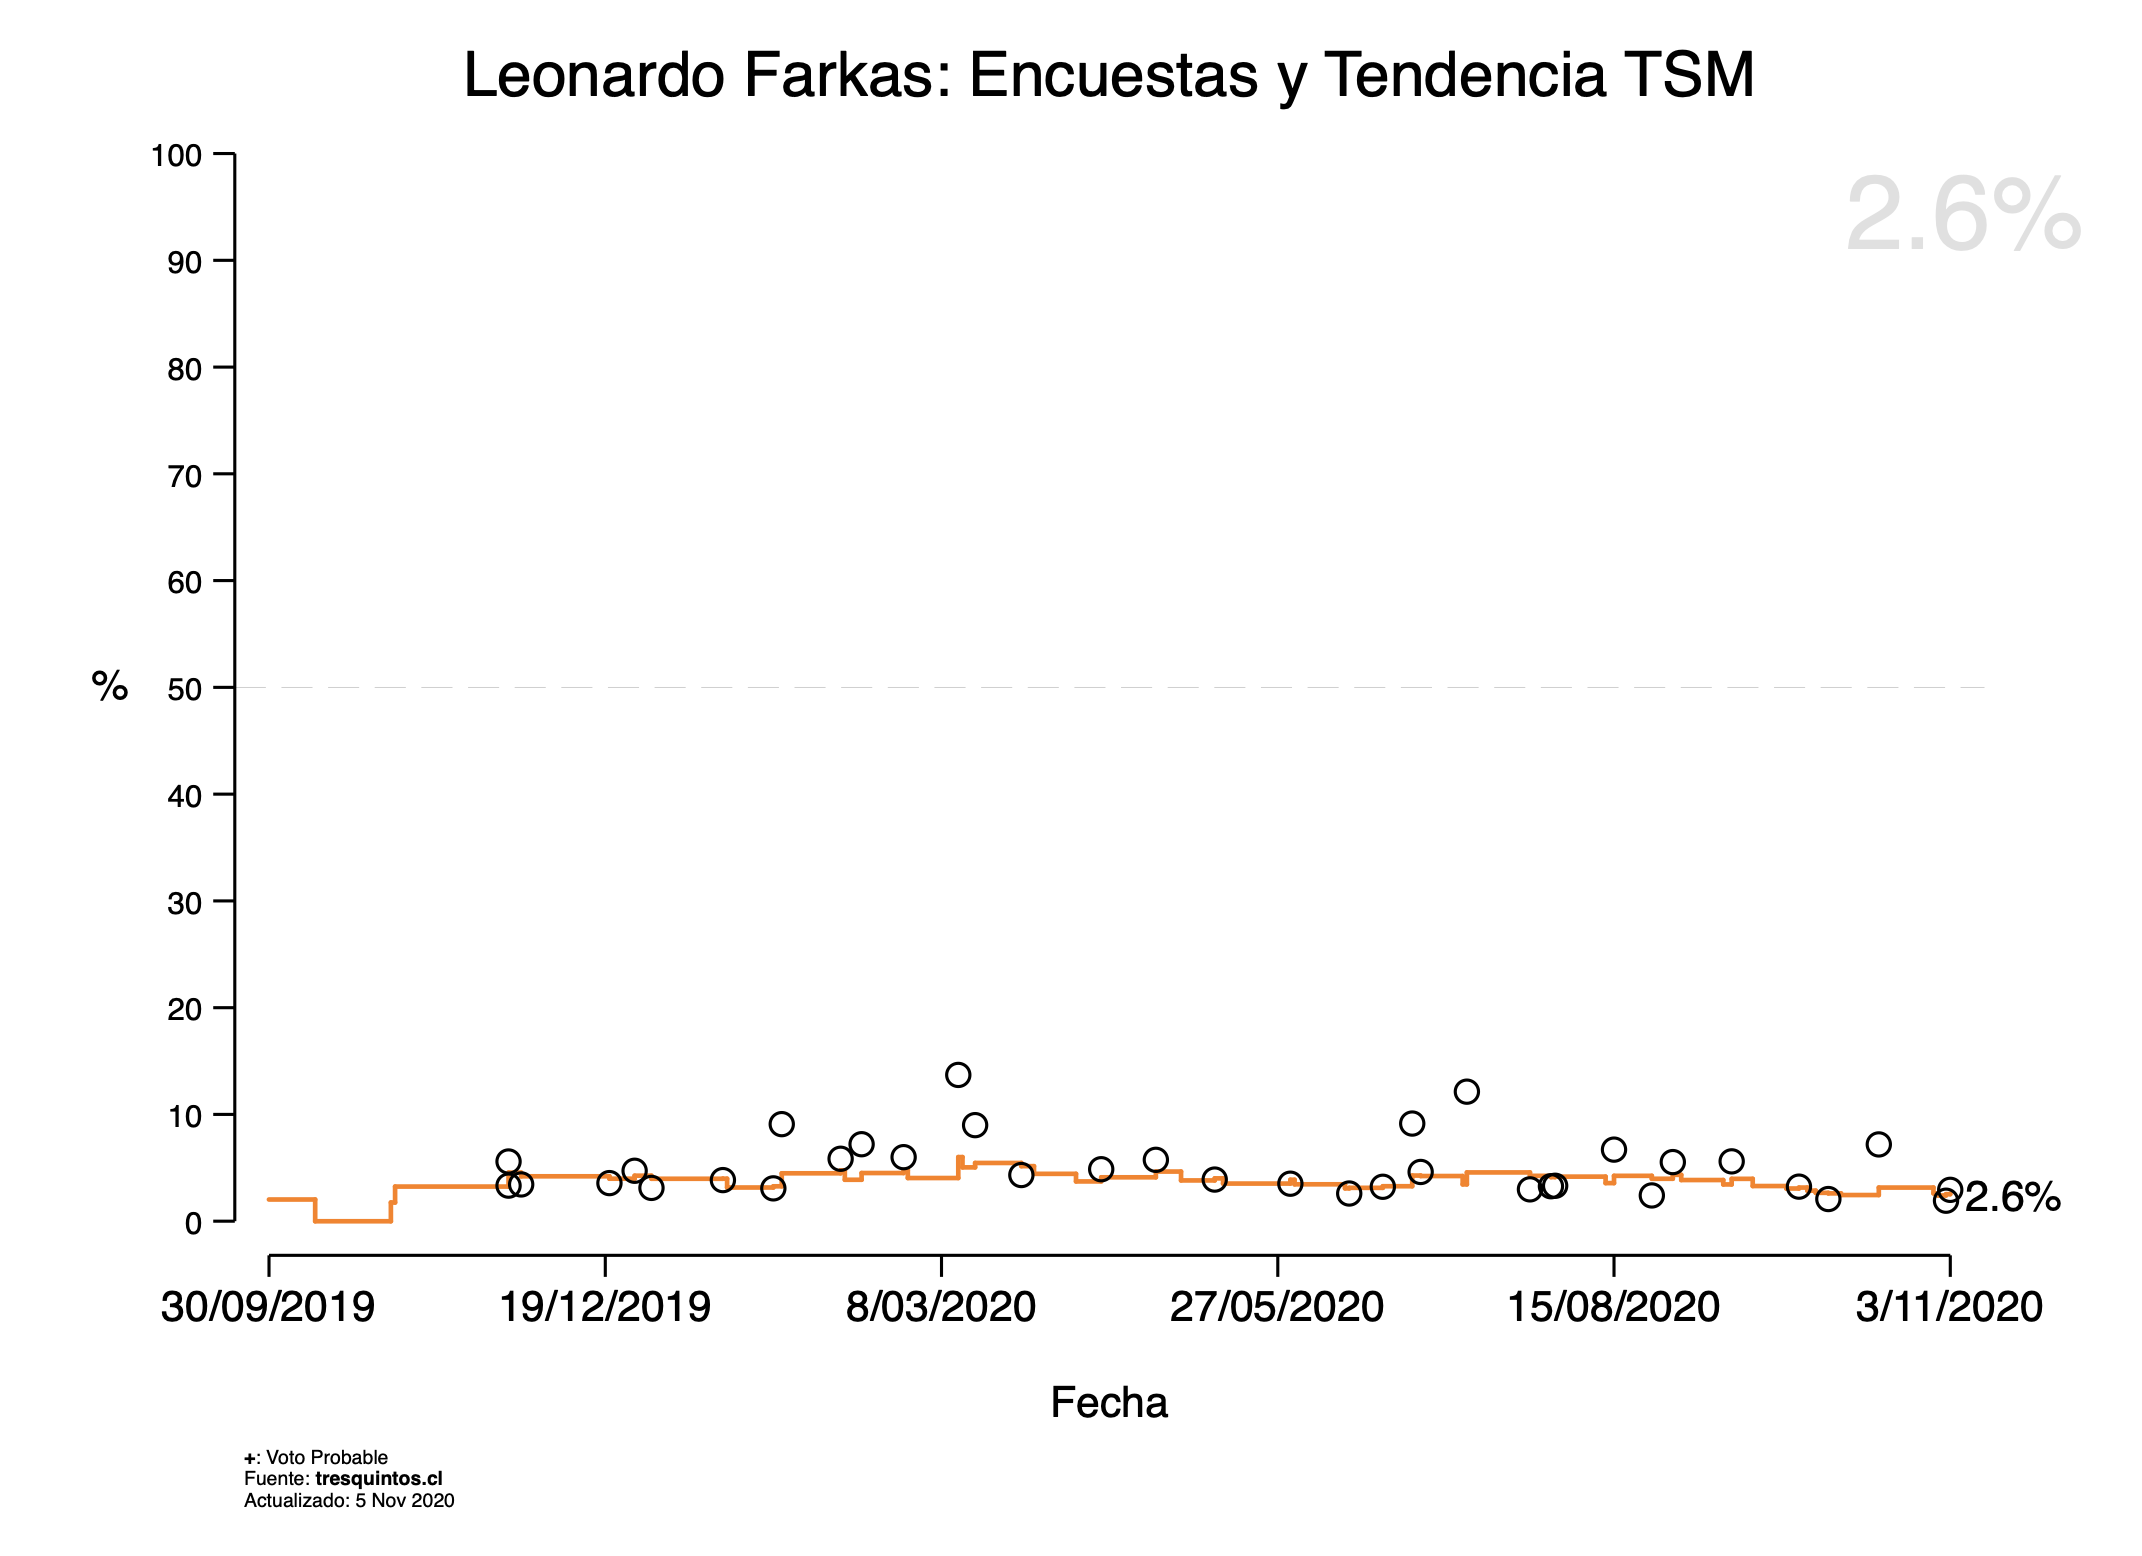 Leonardo Farkas: Encuestas y Tendencia TSM
2.6%
100
90
80
70
60
50
40
30
20
10
0
%
2.6%
30/09/2019 19/12/2019 8/03/2020 27/05/2020 15/08/2020 3/11/2020
Fecha
+: Voto Probable
Fuente: tresquintos.cl
Actualizado: 5 Nov 2020